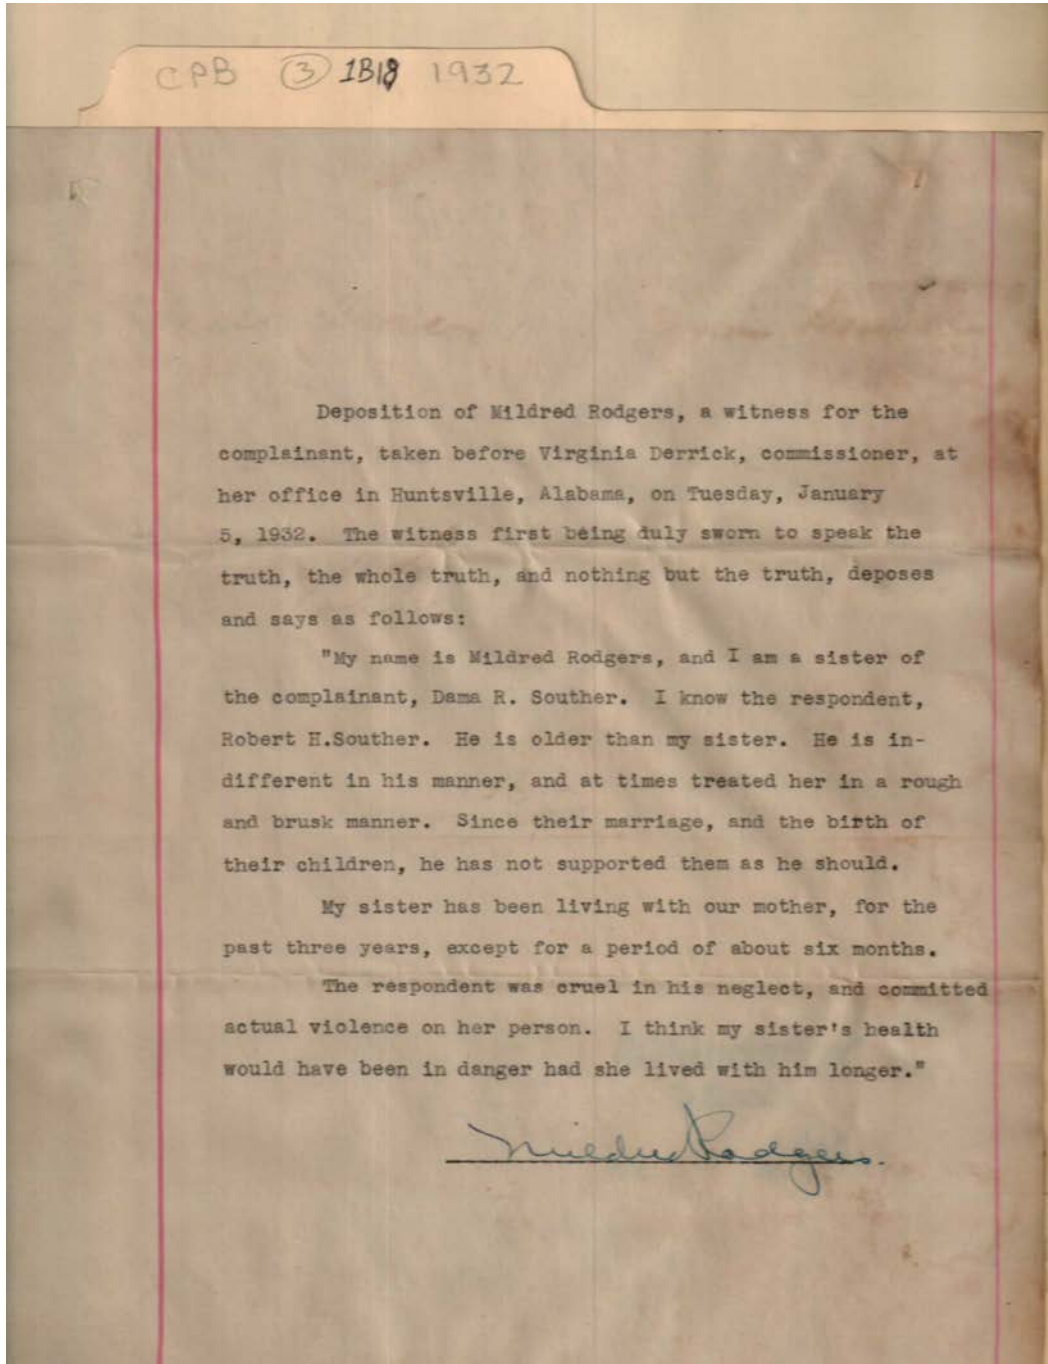 CPB ③ 1B18 1932
Deposition of Mildred Rodgers, a witness for the
complainant, taken before Virginia Derrick, commissioner, at
her office in Huntsville, Alabama, on Tuesday, January
5, 1932. The witness first being duly sworn to speak the
truth, the whole truth, and nothing but the truth, deposes
and says as follows:
"My name is Mildred Rodgers, and I am a sister of
the complainant, Dama R. Souther. I know the respondent,
Robert H.Souther. He is older than my sister. He is in-
different in his manner, and at times treated her in a rough
and brusk manner. Since their marriage, and the birth of
their children, he has not supported them as he should.
My sister has been living with our mother, for the
past three years, except for a period of about six months.
The respondent was cruel in his neglect, and committed
actual violence on her person. I think my sister's health
would have been in danger had she lived with him longer."
Mildred Rodgers.